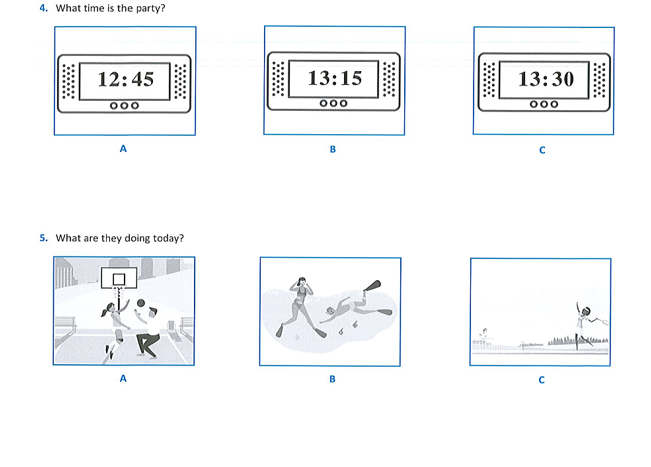 4. What time is the party?
12:45
13:15
13:30
A
B
C
5. What are they doing today?
A
B
C